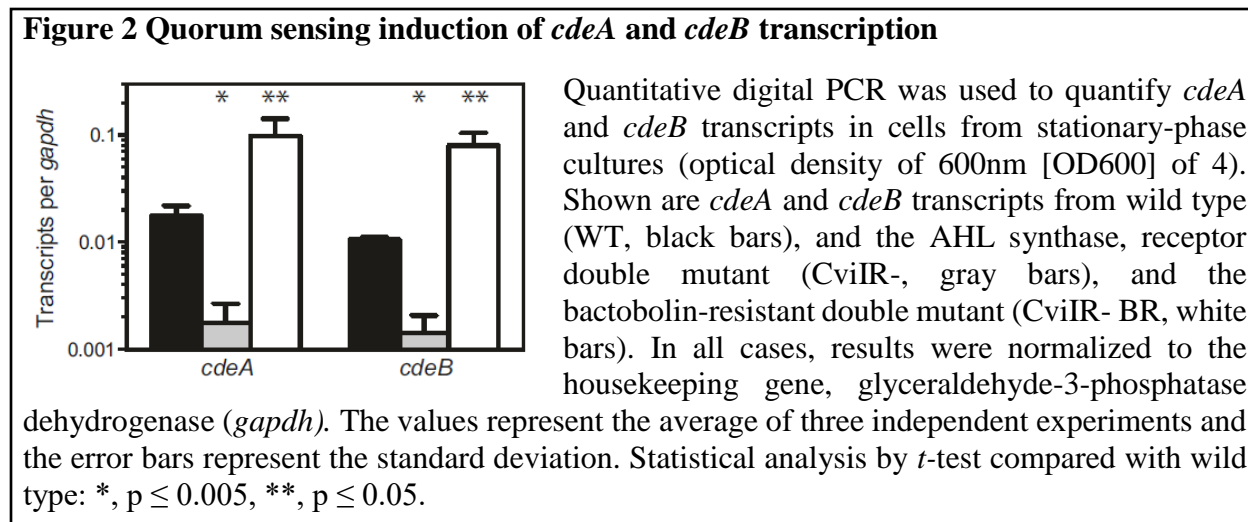 Figure 2 Quorum sensing induction of cdeA and cdeB transcription
Transcripts per gapdh
0.1
0.01
0.001
* **
* **
cdeA
cdeB
Quantitative digital PCR was used to quantify cdeA
and cdeB transcripts in cells from stationary-phase
cultures (optical density of 600nm [OD600] of 4).
Shown are cdeA and cdeB transcripts from wild type
(WT, black bars), and the AHL synthase, receptor
double mutant (CviIR-, gray bars), and the
bactobolin-resistant double mutant (CviIR- BR, white
bars). In all cases, results were normalized to the
housekeeping gene, glyceraldehyde-3-phosphatase
dehydrogenase (gapdh). The values represent the average of three independent experiments and
the error bars represent the standard deviation. Statistical analysis by t-test compared with wild
type: *, p ≤ 0.005, **, p ≤ 0.05.